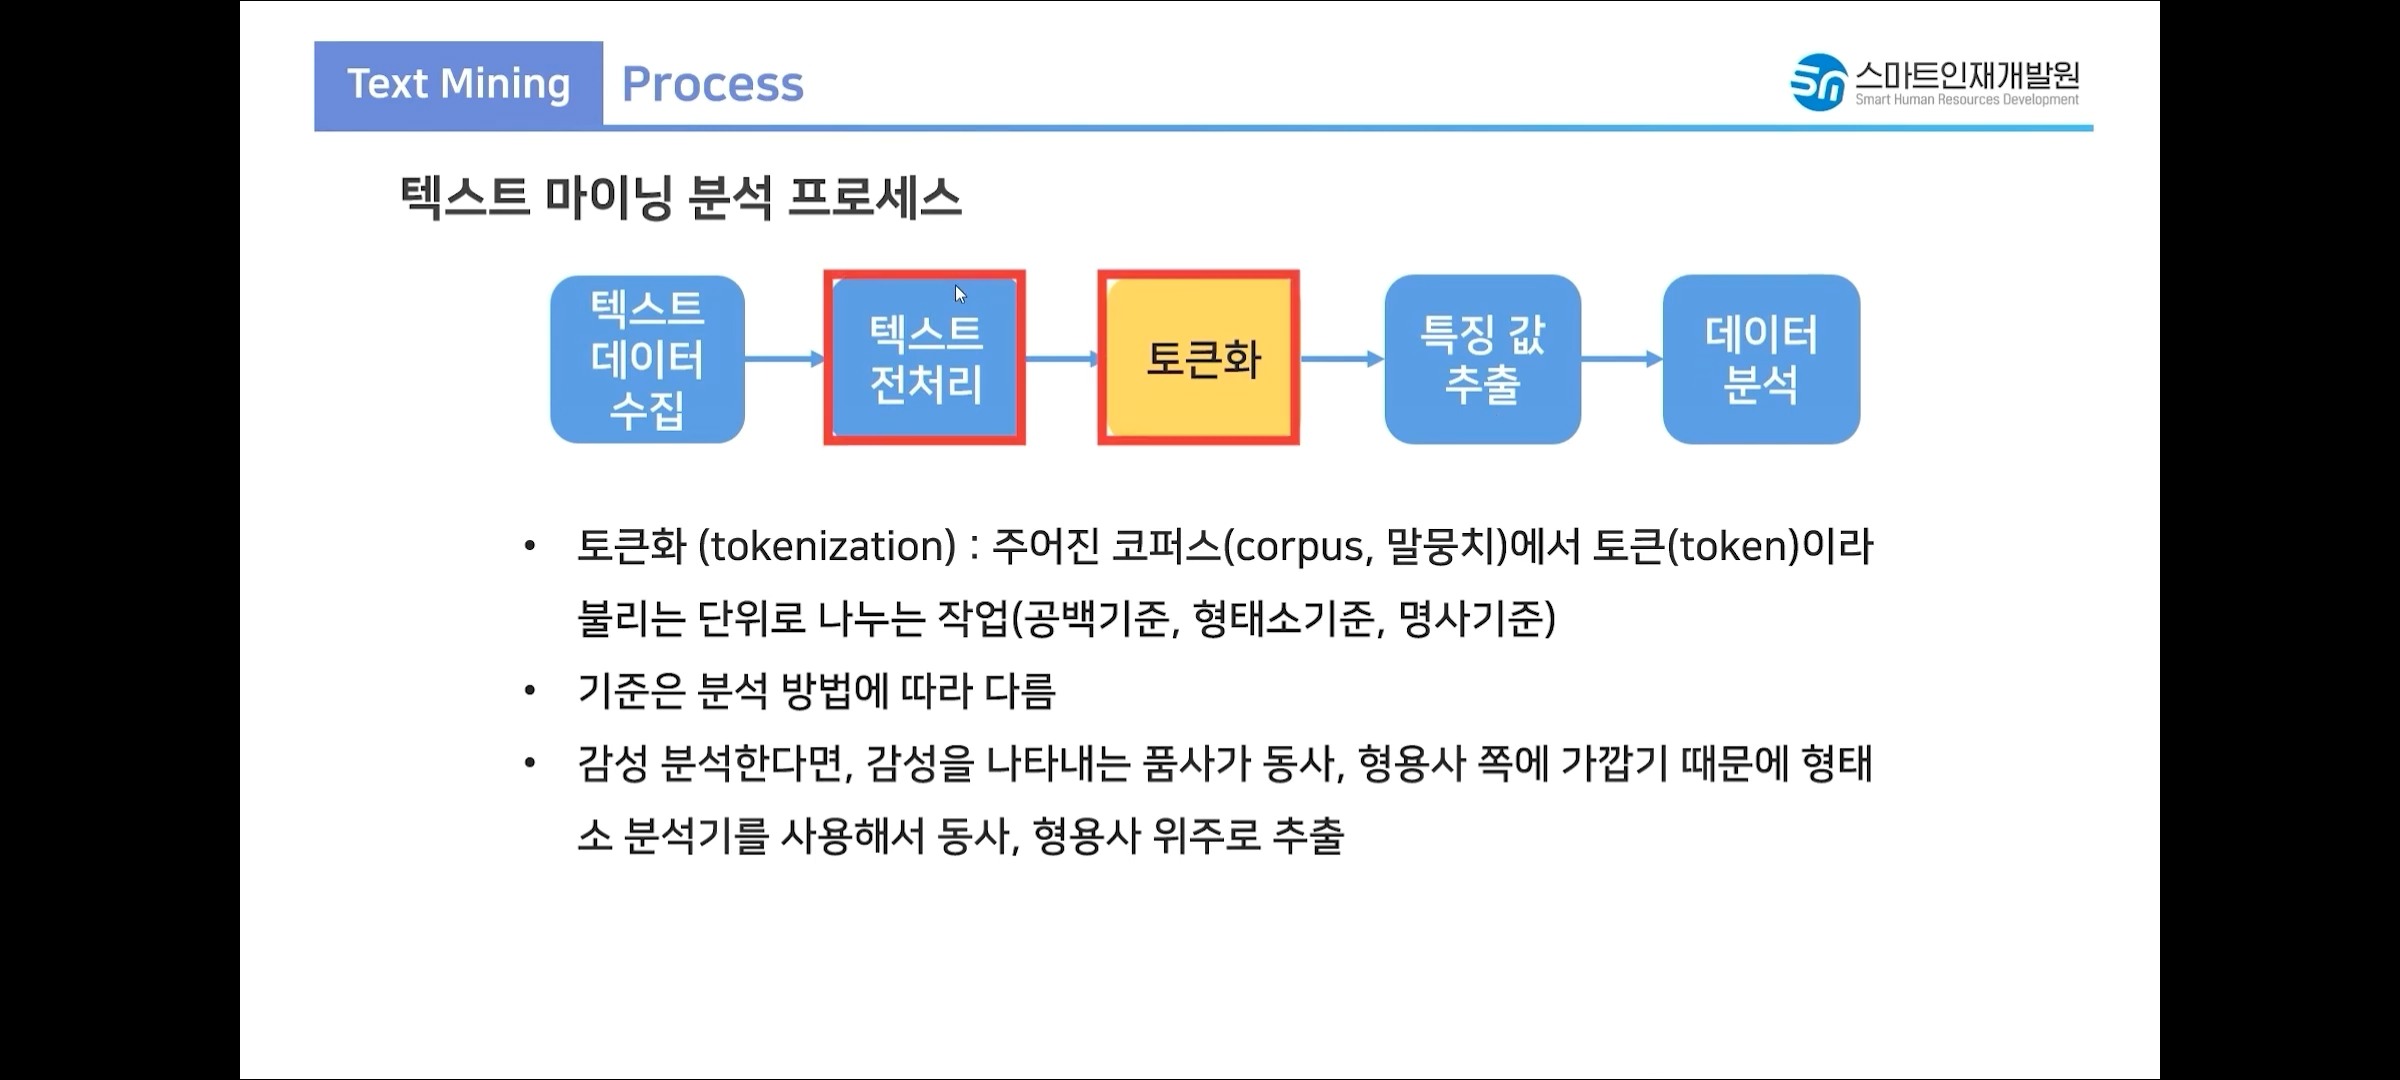 Text Mining Process
스마트인재개발원
Smart Human Resources Development
텍스트 마이닝 분석 프로세스
텍스트
데이터
수집
텍스트
전처리
토큰화
특징 값
추출
데이터
분석
• 토큰화 (tokenization) : 주어진 코퍼스(corpus, 말뭉치)에서 토큰(token)이라
불리는 단위로 나누는 작업(공백기준, 형태소기준, 명사기준)
• 기준은 분석 방법에 따라 다름
• 감성 분석한다면, 감성을 나타내는 품사가 동사, 형용사 쪽에 가깝기 때문에 형태
소 분석기를 사용해서 동사, 형용사 위주로 추출